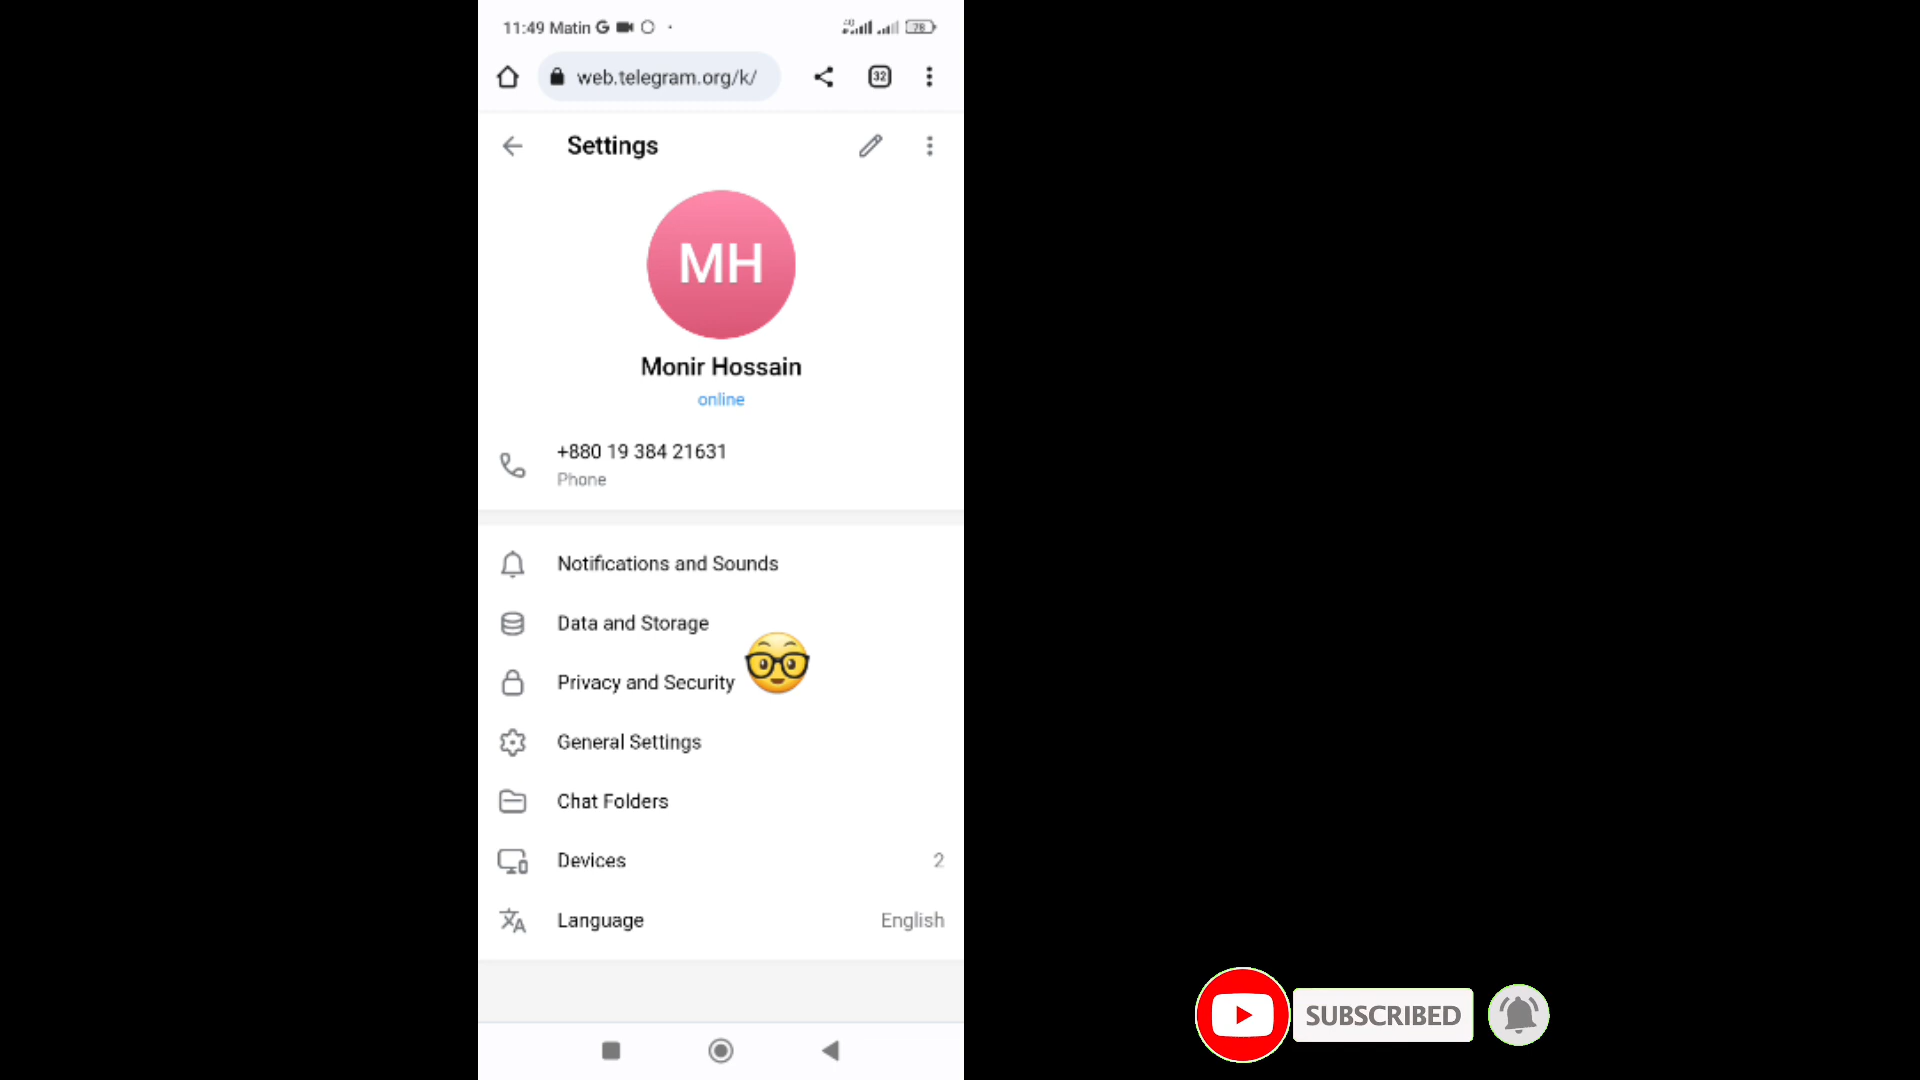 11:49 Matin
78
web.telegram.org/k/
32
Settings
MH
Monir Hossain
online
+880 19 384 21631
Phone
Notifications and Sounds
Data and Storage
Privacy and Security
General Settings
Chat Folders
Devices 2
Language English
SUBSCRIBED